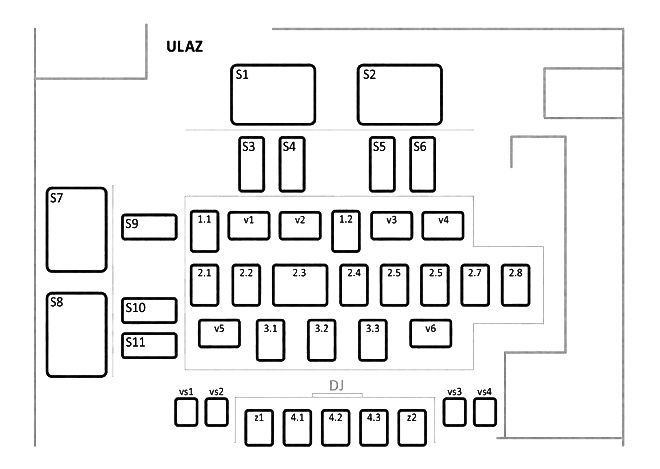 ULAZ
S1 S2
S3 S4 S5 S6
S7
S9
1.1 v1 v2 1.2 v3 v4
2.1 2.2 2.3 2.4 2.5 2.5 2.7 2.8
S8
S10
S11
v5 3.1 3.2 3.3 v6
DJ
vs1 vs2 vs3 vs4
z1 4.1 4.2 4.3 z2